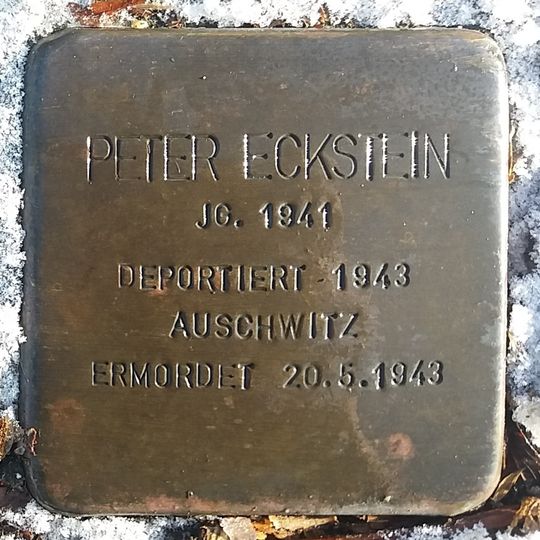 PETER ECKSTEIN
JG. 1941
DEPORTIERT 1943
AUSCHWITZ
ERMORDET 20.5.1943